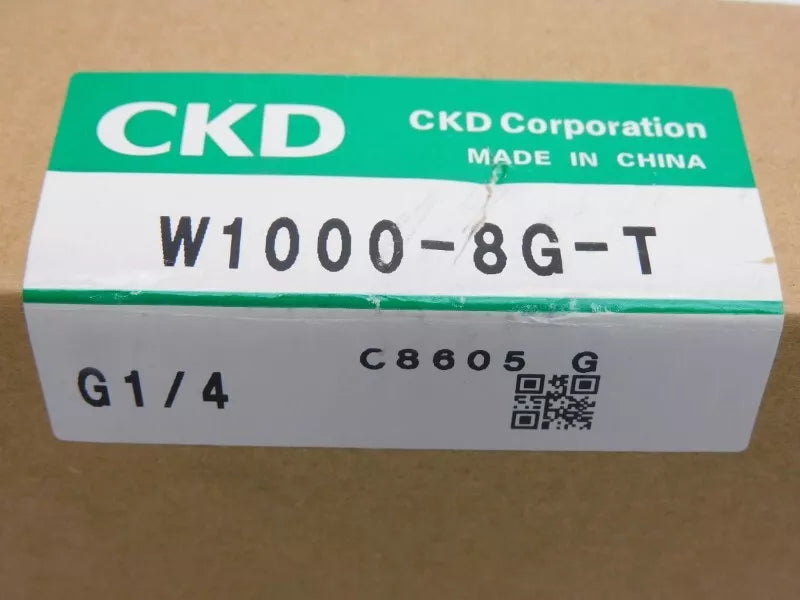 CKD
CKD Corporation
MADE IN CHINA
W1000-8G-T
C8605 G
G1/4